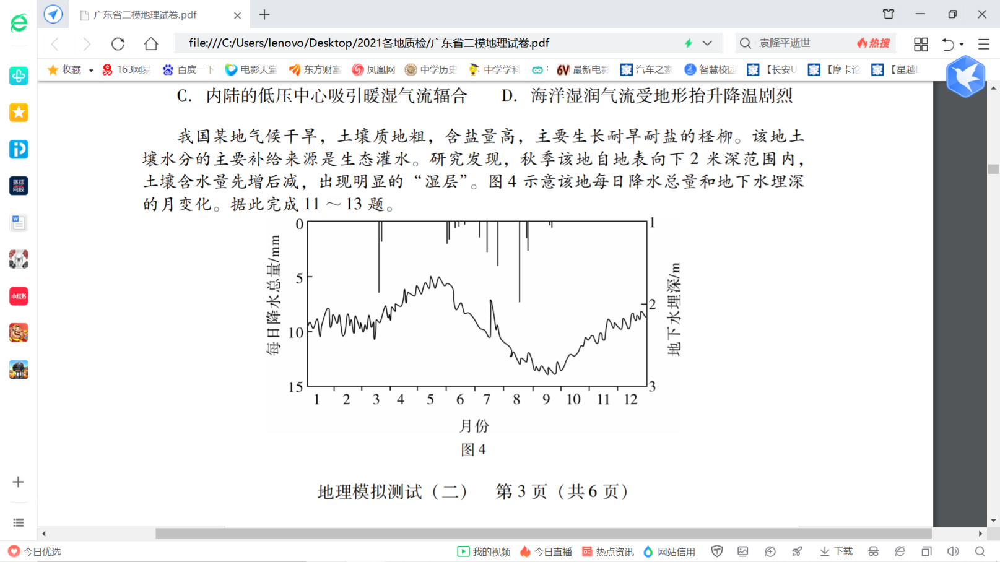 广东省二模地理试卷.pdf
file:///C:/Users/lenovo/Desktop/2021各地质检/广东省二模地理试卷.pdf
袁隆平逝世 热搜
收藏 163网易 百度一下 电影天堂 东方财富 凤凰网 中学历史 中学学科 最新电影 汽车之家 智慧校园 【长安U 【摩卡论 【星越L
C. 内陆的低压中心吸引暖湿气流辐合 D. 海洋湿润气流受地形抬升降温剧烈
我国某地气候干旱，土壤质地粗，含盐量高，主要生长耐旱耐盐的柽柳。该地土
壤水分的主要补给来源是生态灌水。研究发现，秋季该地自地表向下 2 米深范围内，
土壤含水量先增后减，出现明显的“湿层”。图 4 示意该地每日降水总量和地下水埋深
的月变化。据此完成 11 ～ 13 题。
每日降水总量/mm
0
5
10
15
地下水埋深/m
1
2
3
1 2 3 4 5 6 7 8 9 10 11 12
月份
图 4
地理模拟测试（二） 第 3 页（共 6 页）
环球
网校
小红书
今日优选
我的视频 今日直播 热点资讯 网站信用 下载